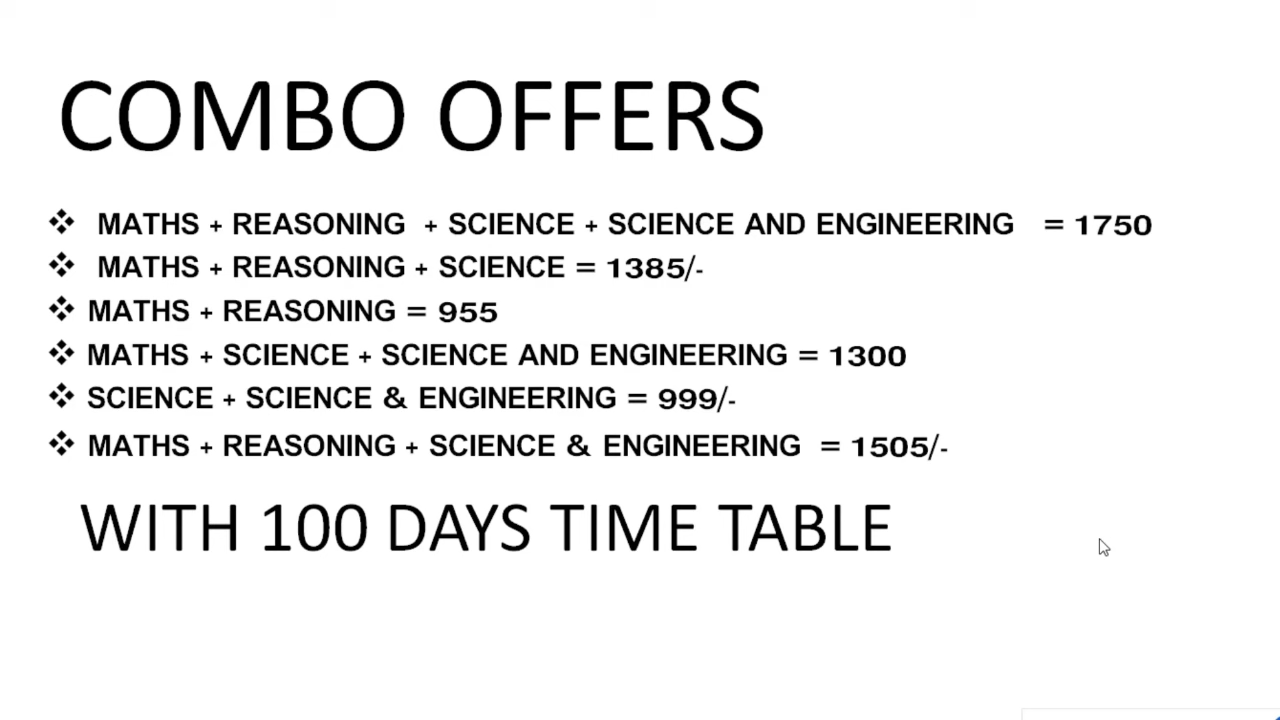 COMBO OFFERS
❖ MATHS + REASONING + SCIENCE + SCIENCE AND ENGINEERING = 1750
❖ MATHS + REASONING + SCIENCE = 1385/-
❖ MATHS + REASONING = 955
❖ MATHS + SCIENCE + SCIENCE AND ENGINEERING = 1300
❖ SCIENCE + SCIENCE & ENGINEERING = 999/-
❖ MATHS + REASONING + SCIENCE & ENGINEERING = 1505/-
WITH 100 DAYS TIME TABLE